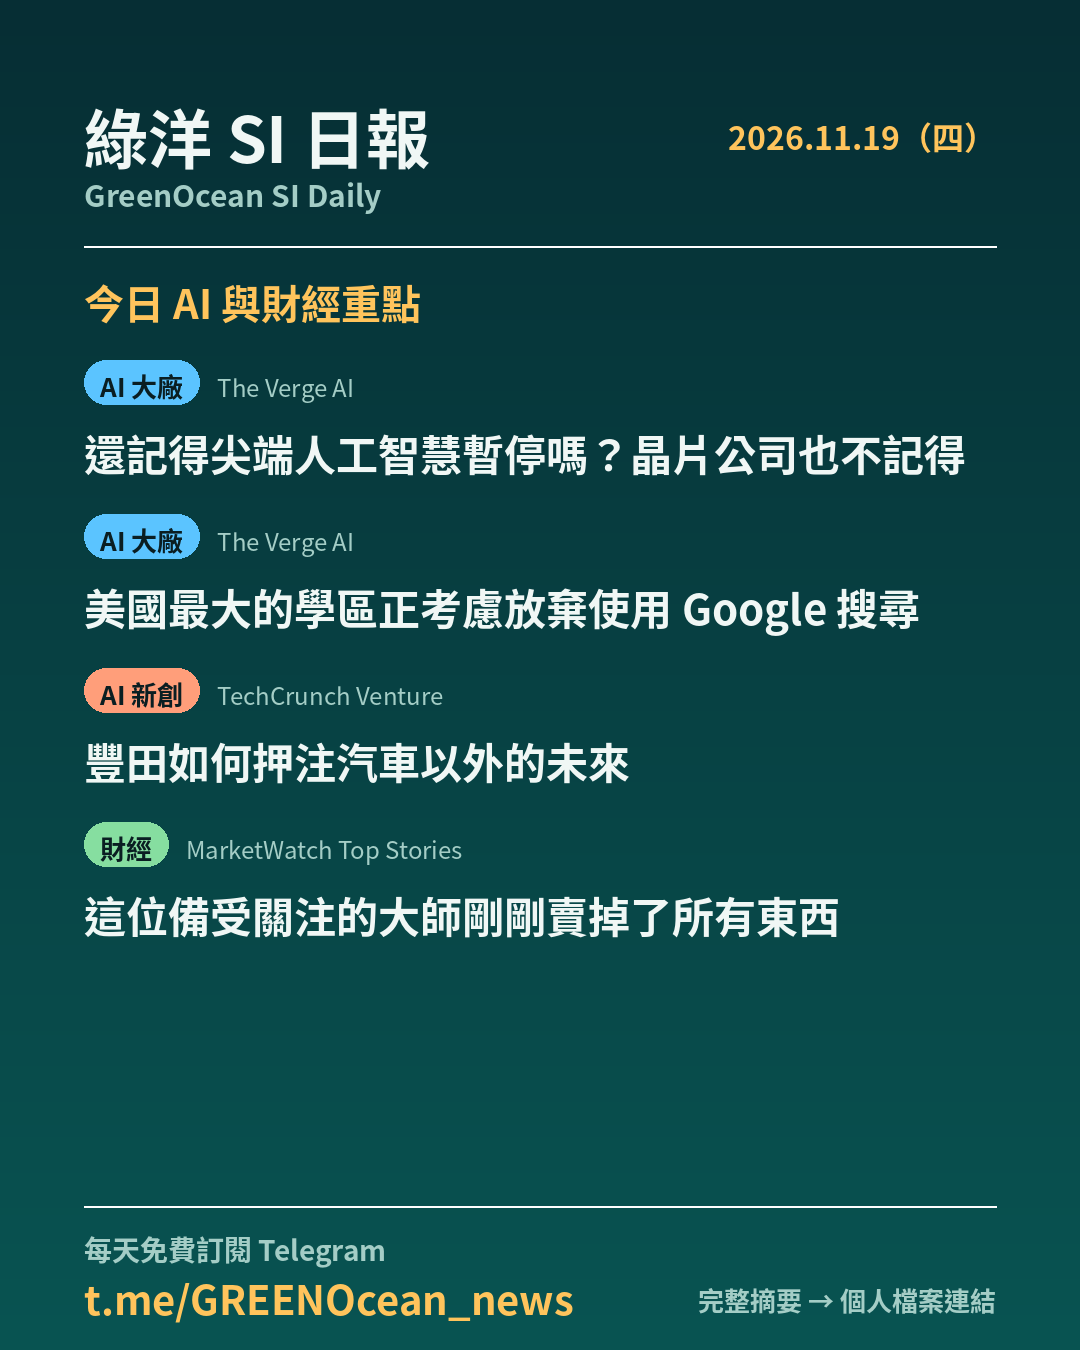 綠洋 SI 日報
2026.11.19（四）
GreenOcean SI Daily
今日 AI 與財經重點
AI 大廠 The Verge AI
還記得尖端人工智慧暫停嗎？晶片公司也不記得
AI 大廠 The Verge AI
美國最大的學區正考慮放棄使用 Google 搜尋
AI 新創 TechCrunch Venture
豐田如何押注汽車以外的未來
財經 MarketWatch Top Stories
這位備受關注的大師剛剛賣掉了所有東西
每天免費訂閱 Telegram
t.me/GREENOcean_news
完整摘要 → 個人檔案連結